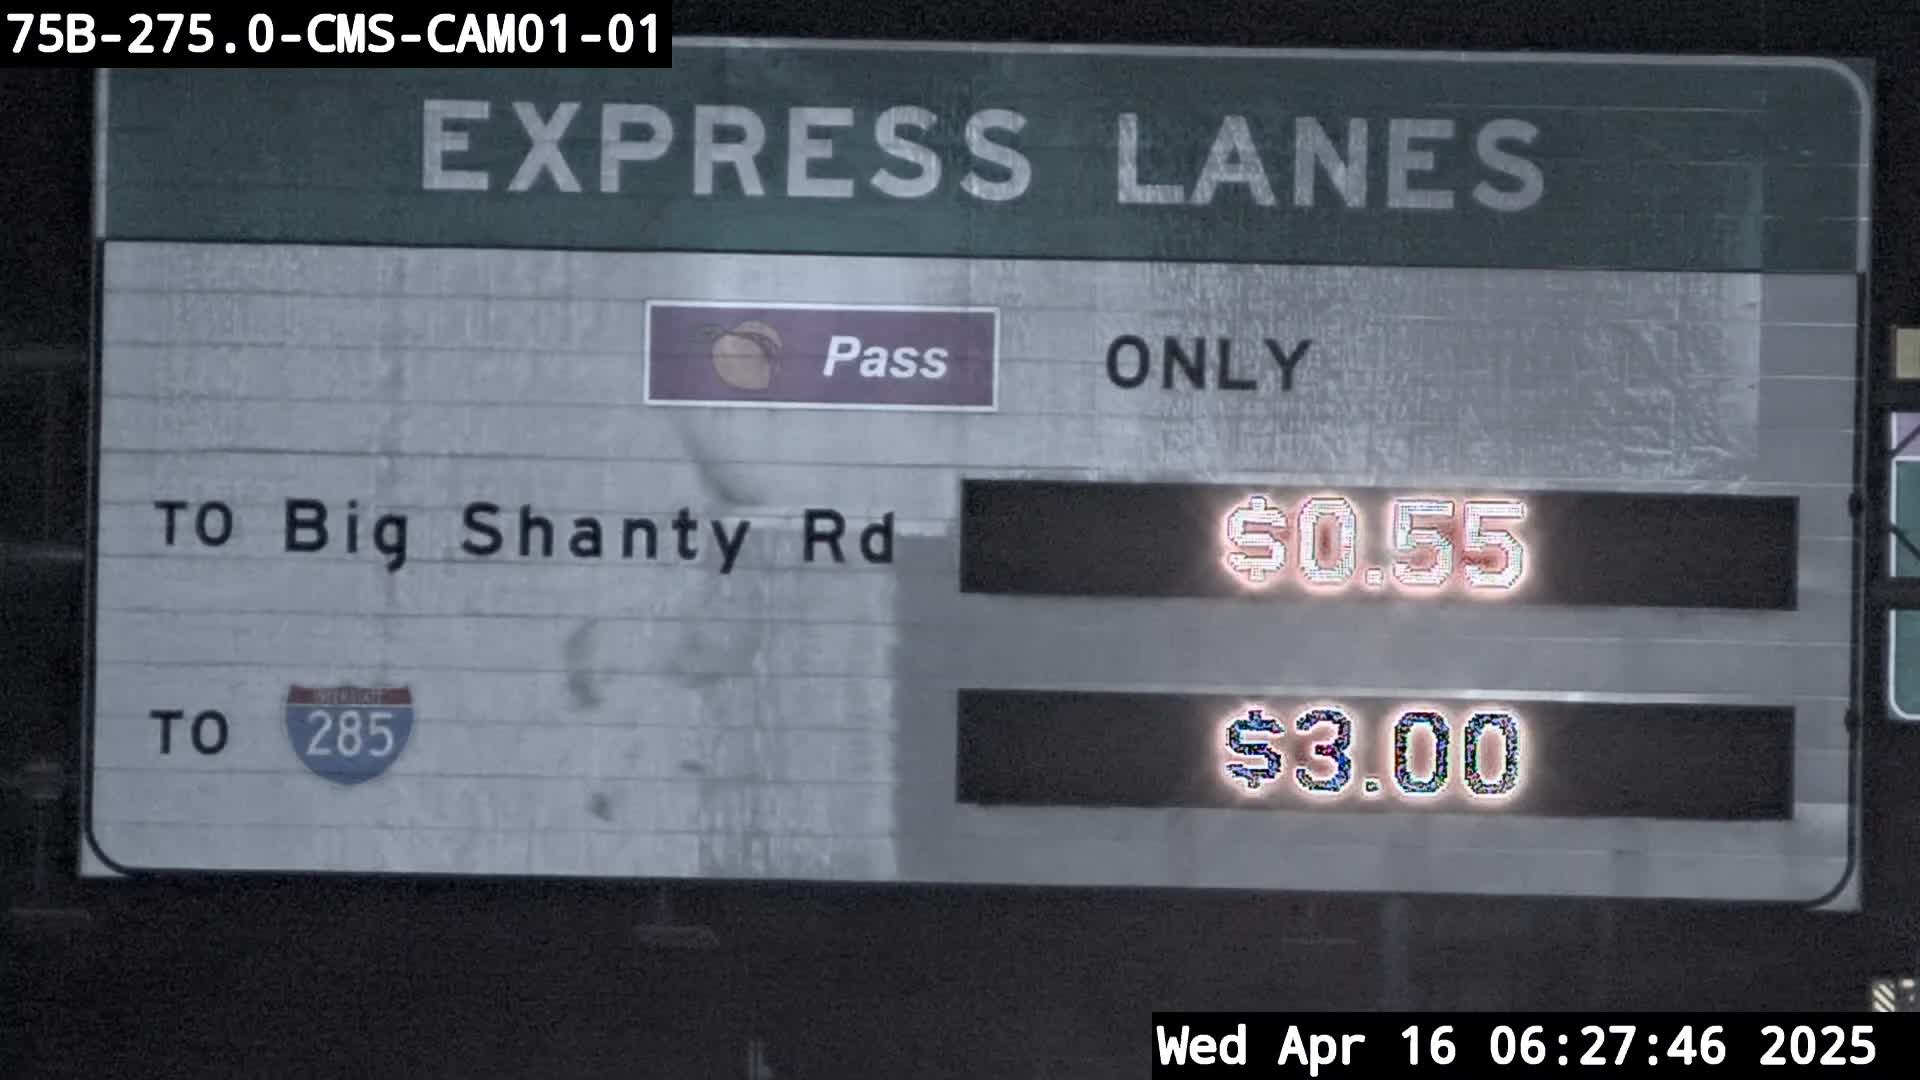 75B-275.0-CMS-CAM01-01
EXPRESS LANES
Pass ONLY
TO Big Shanty Rd $0.55
INTERSTATE
TO 285 $3.00
Wed Apr 16 06:27:46 2025